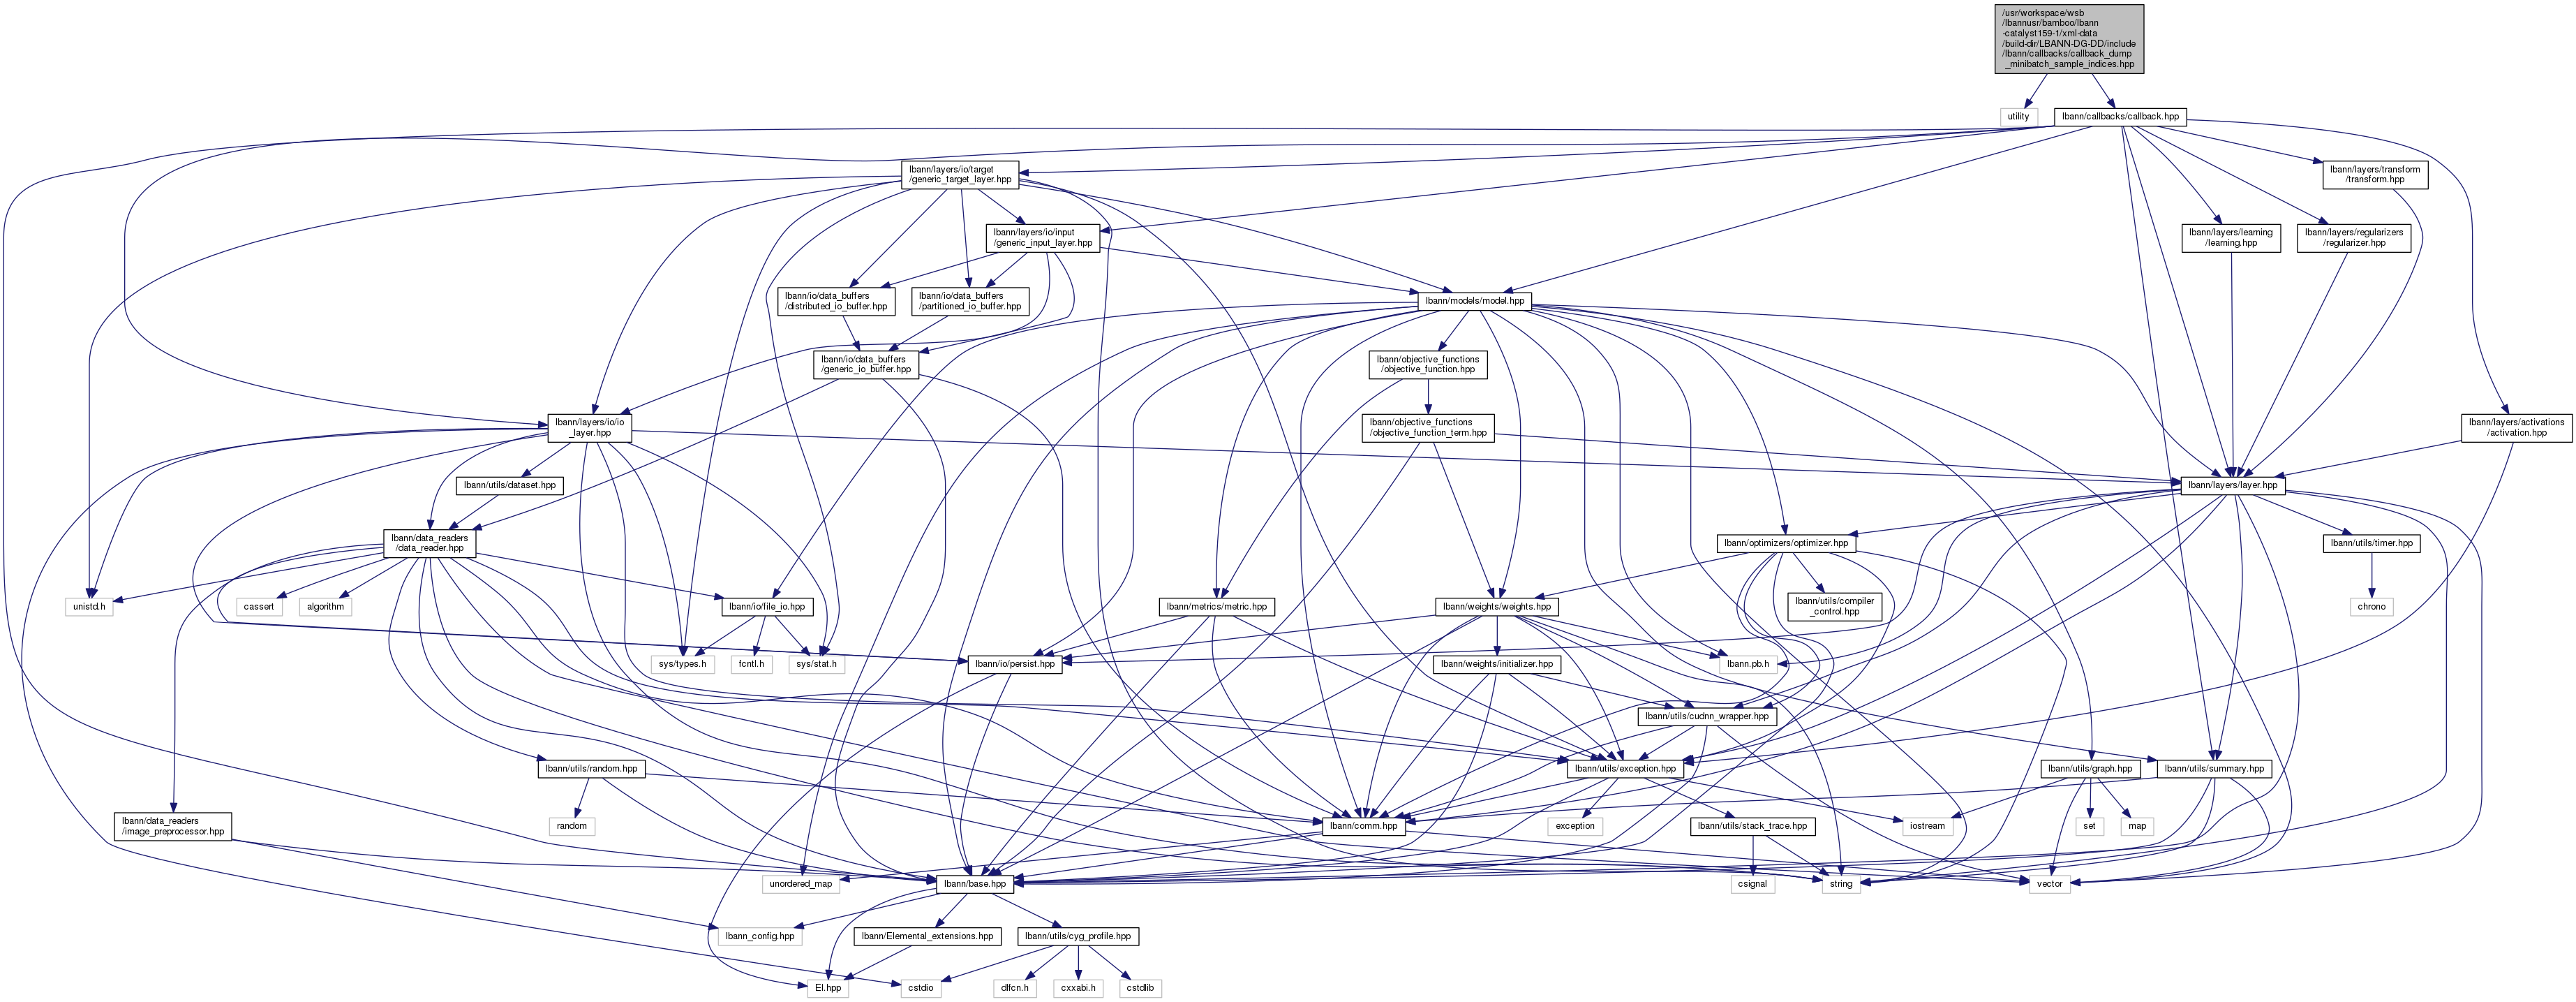 /usr/workspace/wsb
/lbannusr/bamboo/lbann
-catalyst159-1/xml-data
/build-dir/LBANN-DG-DD/include
/lbann/callbacks/callback_dump
_minibatch_sample_indices.hpp
utility
lbann/callbacks/callback.hpp
lbann/layers/io/target
/generic_target_layer.hpp
lbann/layers/transform
/transform.hpp
lbann/layers/io/input
/generic_input_layer.hpp
lbann/layers/learning
/learning.hpp
lbann/layers/regularizers
/regularizer.hpp
lbann/io/data_buffers
/distributed_io_buffer.hpp
lbann/io/data_buffers
/partitioned_io_buffer.hpp
lbann/models/model.hpp
lbann/io/data_buffers
/generic_io_buffer.hpp
lbann/objective_functions
/objective_function.hpp
lbann/layers/io/io
_layer.hpp
lbann/objective_functions
/objective_function_term.hpp
lbann/layers/activations
/activation.hpp
lbann/utils/dataset.hpp
lbann/layers/layer.hpp
lbann/data_readers
/data_reader.hpp
lbann/optimizers/optimizer.hpp
lbann/utils/timer.hpp
unistd.h
cassert
algorithm
lbann/io/file_io.hpp
lbann/metrics/metric.hpp
lbann/weights/weights.hpp
lbann/utils/compiler
_control.hpp
chrono
sys/types.h
fcntl.h
sys/stat.h
lbann/io/persist.hpp
lbann/weights/initializer.hpp
lbann.pb.h
lbann/utils/cudnn_wrapper.hpp
lbann/utils/random.hpp
lbann/utils/exception.hpp
lbann/utils/graph.hpp
lbann/utils/summary.hpp
lbann/data_readers
/image_preprocessor.hpp
random
lbann/comm.hpp
exception
lbann/utils/stack_trace.hpp
iostream
set
map
unordered_map
lbann/base.hpp
csignal
string
vector
lbann_config.hpp
lbann/Elemental_extensions.hpp
lbann/utils/cyg_profile.hpp
El.hpp
cstdio
dlfcn.h
cxxabi.h
cstdlib